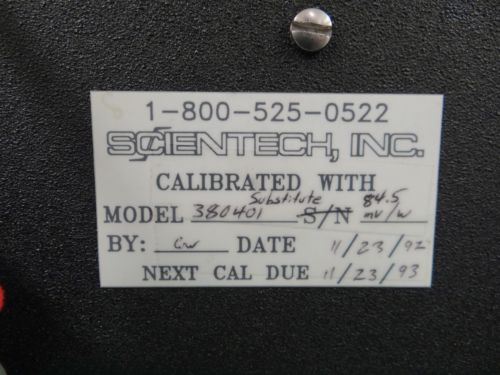 1-800-525-0522
SCIENTECH, INC.
CALIBRATED WITH
Substitute 84.5
MODEL 380401 S/N mv/w
BY: DATE 11/23/92
NEXT CAL DUE 11/23/93